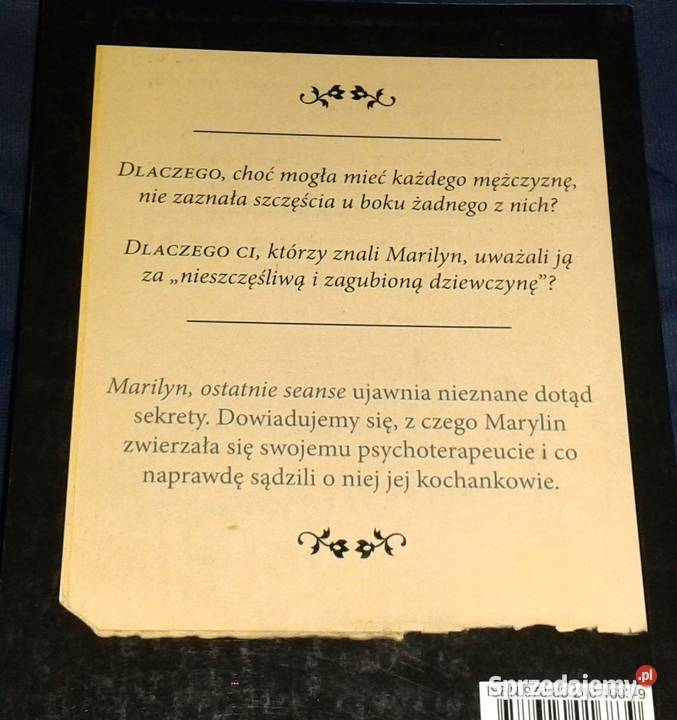 DLACZEGO, choć mogła mieć każdego mężczyznę,
nie zaznała szczęścia u boku żadnego z nich?
DLACZEGO CI, którzy znali Marilyn, uważali ją
za „nieszczęśliwą i zagubioną dziewczynę”?
Marilyn, ostatnie seanse ujawnia nieznane dotąd
sekrety. Dowiadujemy się, z czego Marylin
zwierzała się swojemu psychoterapeucie i co
naprawdę sądzili o niej jej kochankowie.
Sprzedajemy.pl